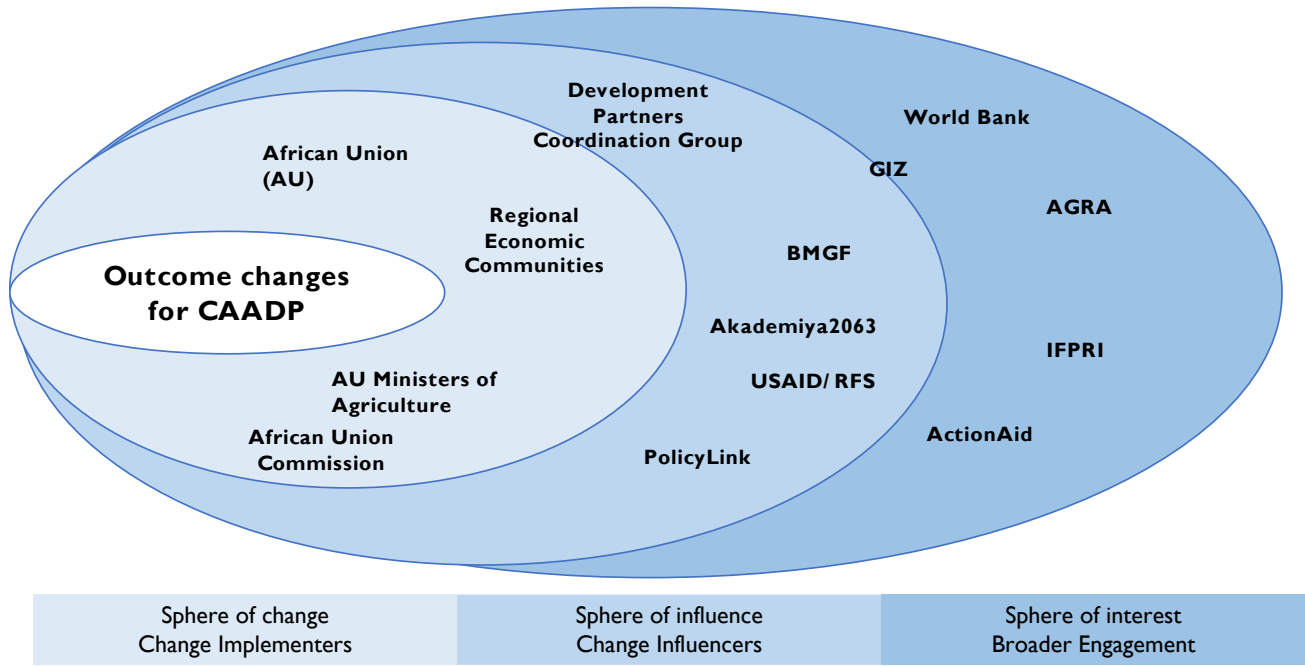 Development
Partners
Coordination Group
World Bank
African Union
(AU)
GIZ
AGRA
Regional
Economic
Communities
BMGF
Outcome changes
for CAADP
Akademiya2063
IFPRI
USAID/ RFS
AU Ministers of
Agriculture
ActionAid
African Union
Commission
PolicyLink
Sphere of change
Change Implementers
Sphere of influence
Change Influencers
Sphere of interest
Broader Engagement